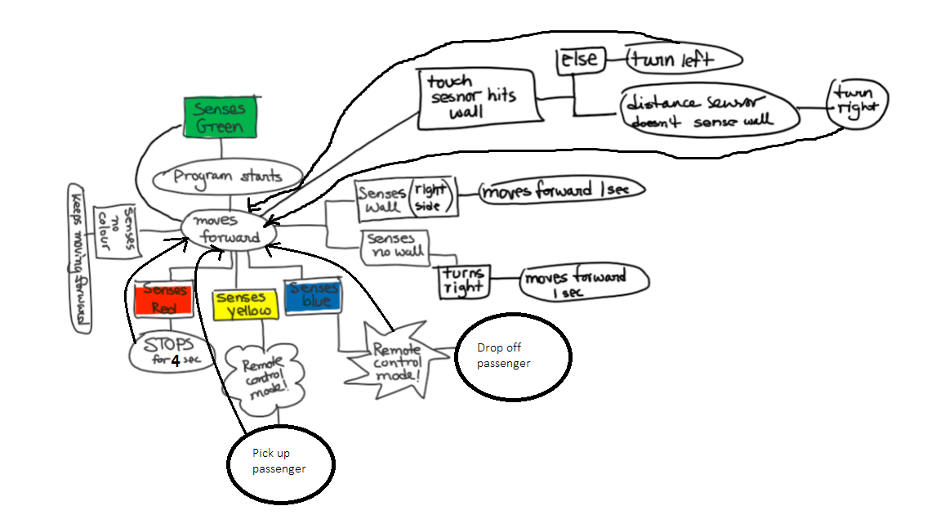 Senses
Green
Program starts
moves
forward
touch
sesnor hits
wall
else
turn left
distance sensor
doesn't sense wall
turn
right
Senses
wall
(right
side)
moves forward 1 sec
senses
no wall
turns
right
moves forward
1 sec
Senses
no
colour
keeps moving forward
Senses
Red
STOPS
for 4 sec
Senses
yellow
Remote
control
mode!
Pick up
passenger
Senses
blue
Remote
control
mode!
Drop off
passenger